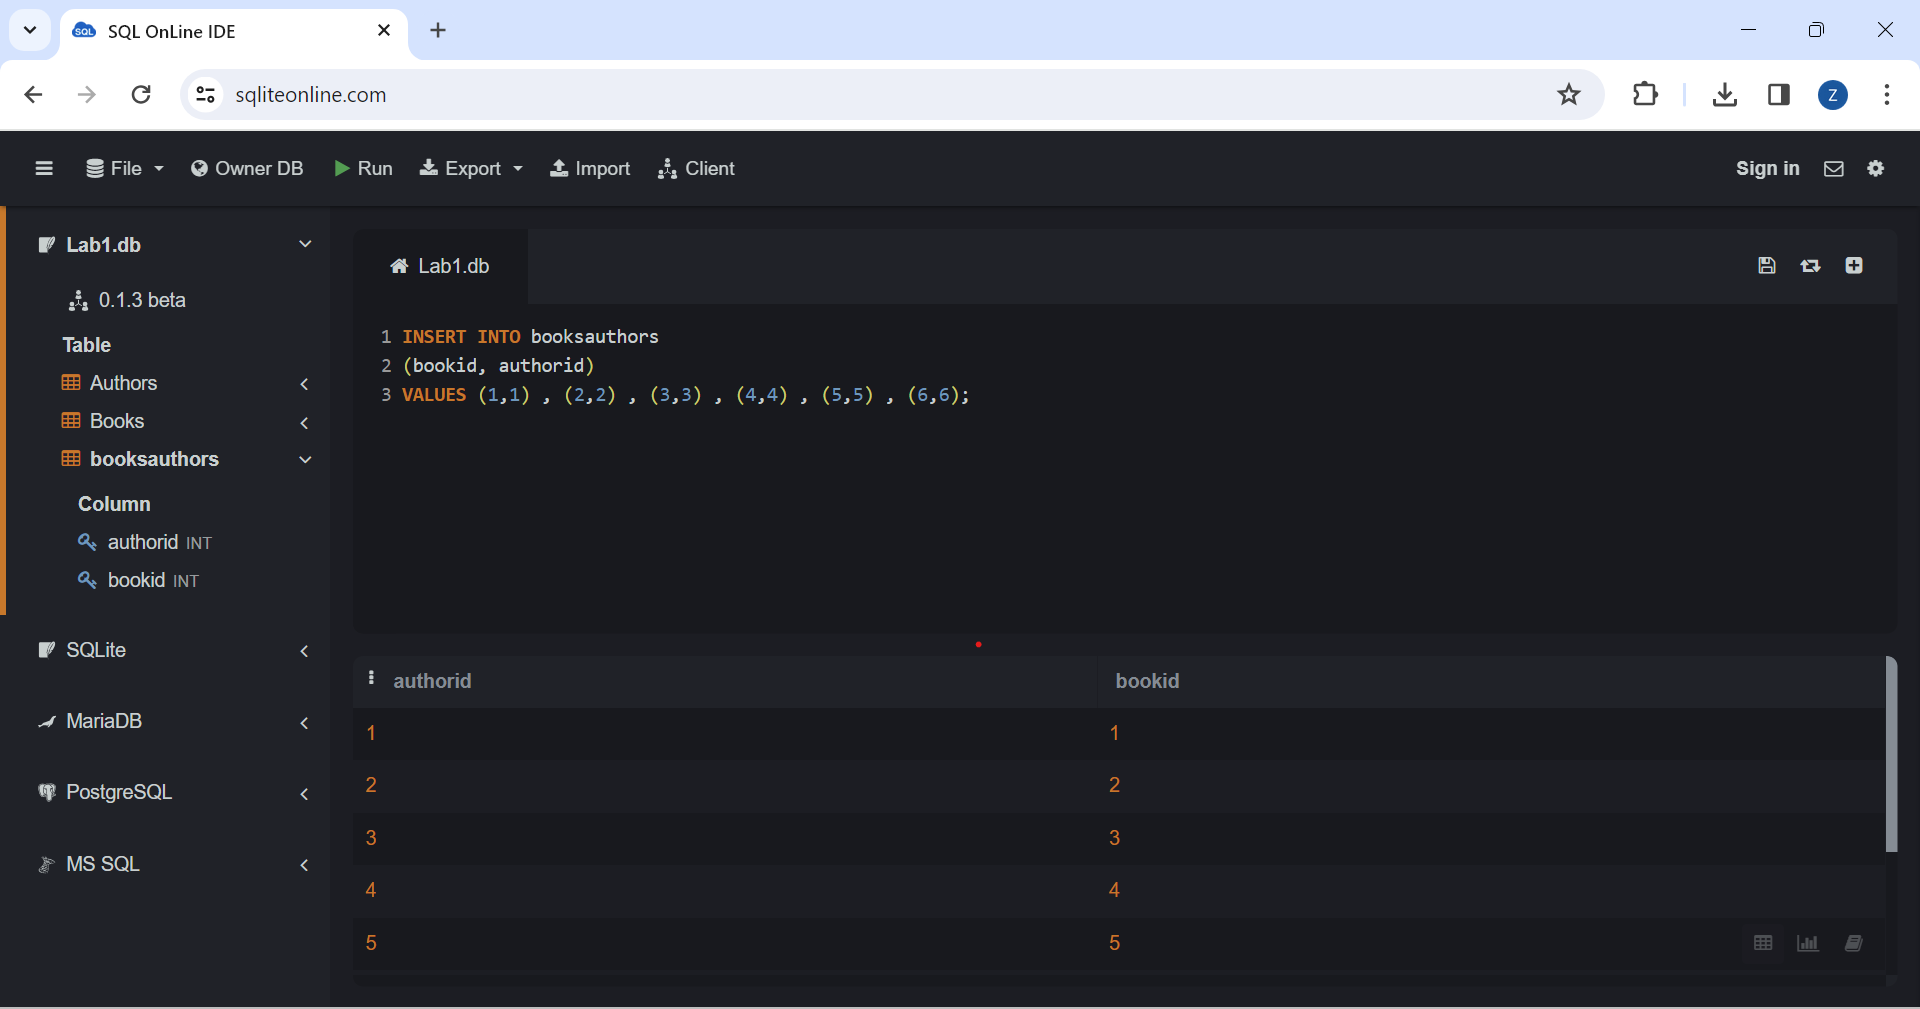 SQL OnLine IDE
sqliteonline.com
Z
File
Owner DB
Run
Export
Import
Client
Sign in
Lab1.db
0.1.3 beta
Table
Authors
Books
booksauthors
Column
authorid INT
bookid INT
SQLite
MariaDB
PostgreSQL
MS SQL
Lab1.db
1 INSERT INTO booksauthors
2 (bookid, authorid)
3 VALUES (1,1) , (2,2) , (3,3) , (4,4) , (5,5) , (6,6);
authorid bookid
1 1
2 2
3 3
4 4
5 5